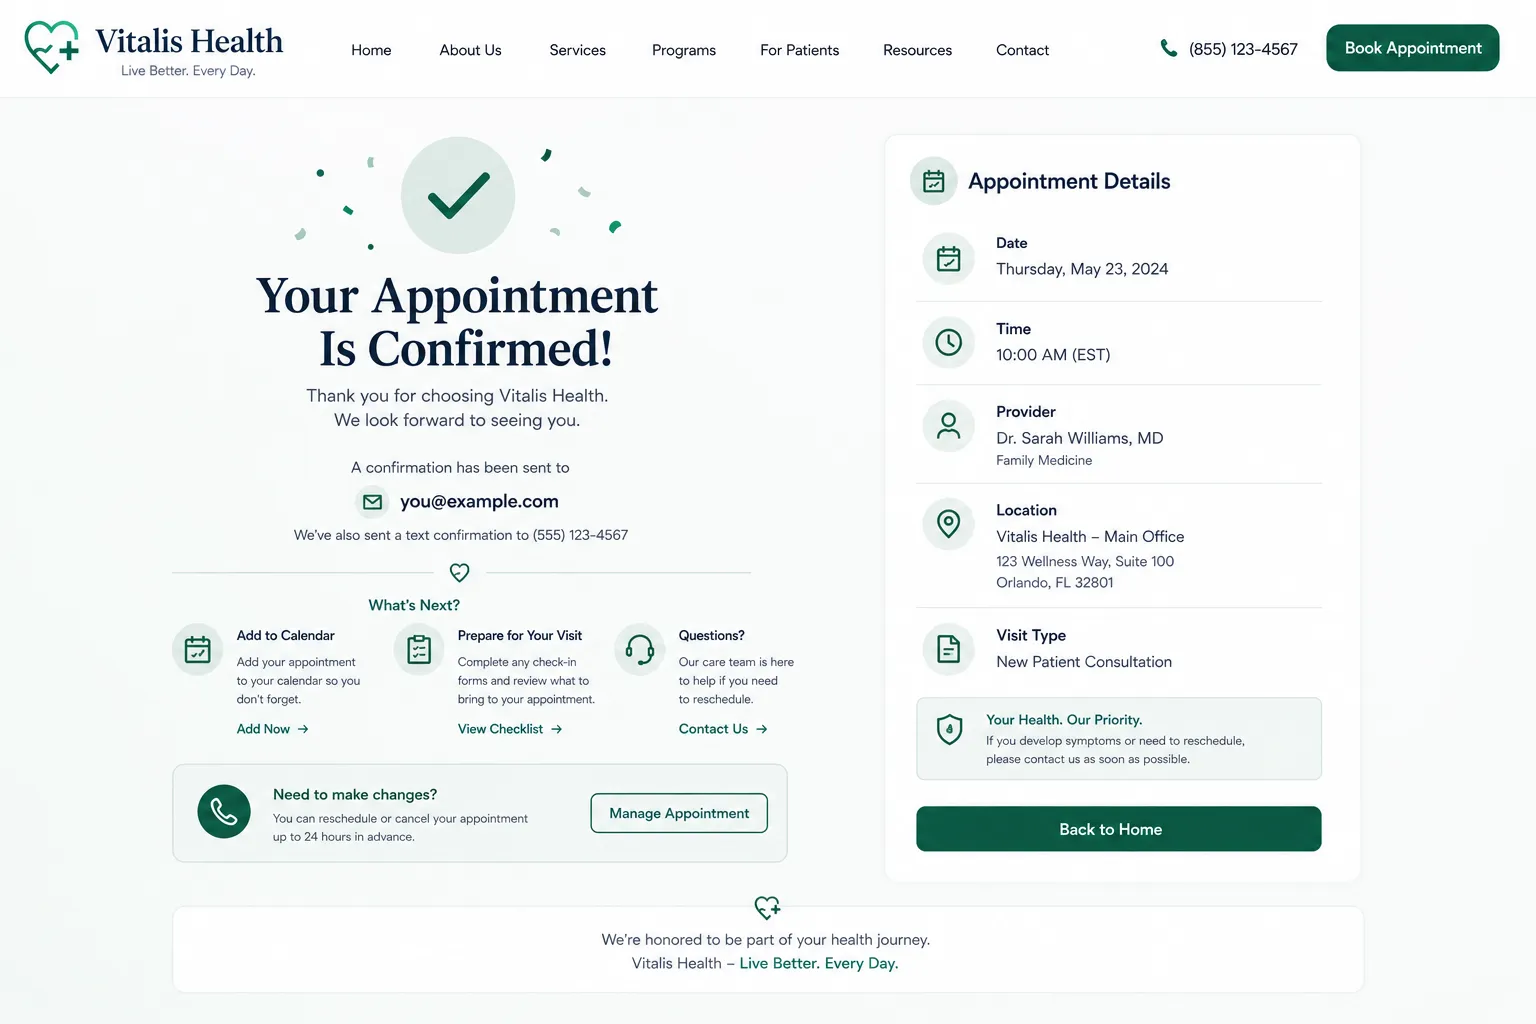 Vitalis Health
Live Better. Every Day.
Home
About Us
Services
Programs
For Patients
Resources
Contact
(855) 123-4567
Book Appointment
Your Appointment
Is Confirmed!
Thank you for choosing Vitalis Health.
We look forward to seeing you.
A confirmation has been sent to
you@example.com
We've also sent a text confirmation to (555) 123-4567
What's Next?
Add to Calendar
Add your appointment
to your calendar so you
don't forget.
Add Now →
Prepare for Your Visit
Complete any check-in
forms and review what to
bring to your appointment.
View Checklist →
Questions?
Our care team is here
to help if you need
to reschedule.
Contact Us →
Need to make changes?
You can reschedule or cancel your appointment
up to 24 hours in advance.
Manage Appointment
Appointment Details
Date
Thursday, May 23, 2024
Time
10:00 AM (EST)
Provider
Dr. Sarah Williams, MD
Family Medicine
Location
Vitalis Health – Main Office
123 Wellness Way, Suite 100
Orlando, FL 32801
Visit Type
New Patient Consultation
Your Health. Our Priority.
If you develop symptoms or need to reschedule,
please contact us as soon as possible.
Back to Home
We're honored to be part of your health journey.
Vitalis Health – Live Better. Every Day.